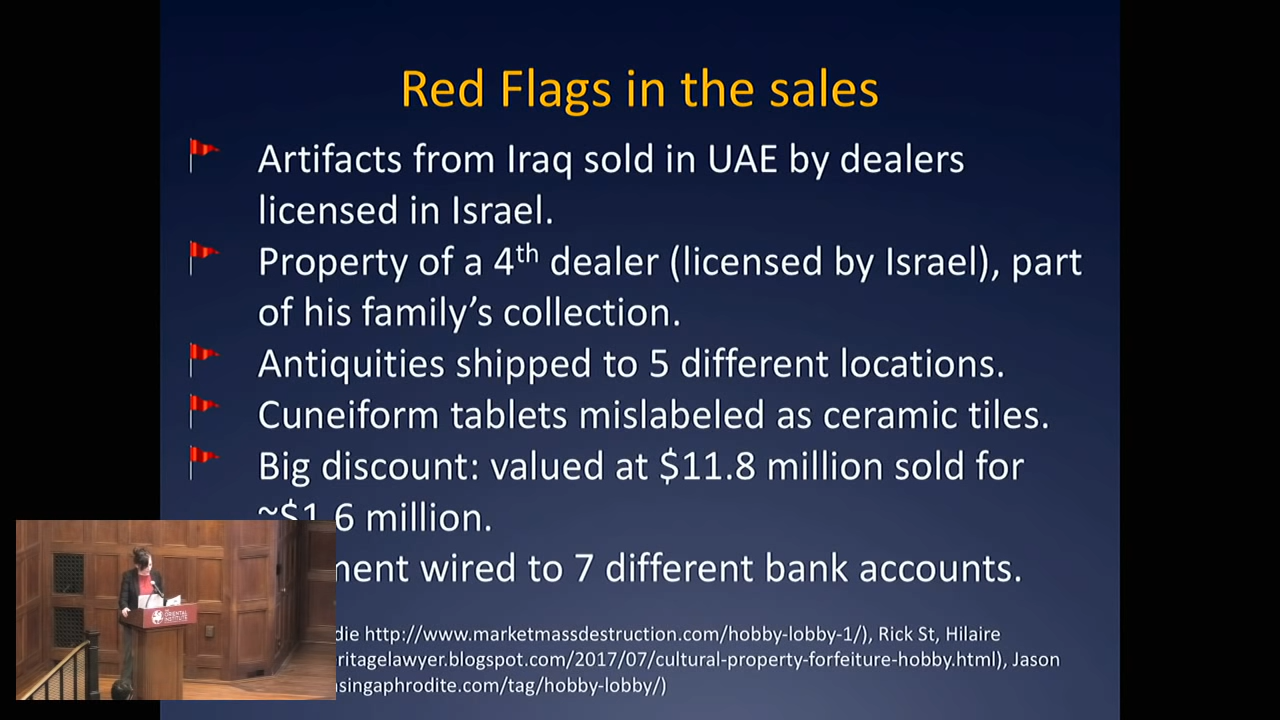 Red Flags in the sales
Artifacts from Iraq sold in UAE by dealers
licensed in Israel.
Property of a 4th dealer (licensed by Israel), part
of his family's collection.
Antiquities shipped to 5 different locations.
Cuneiform tablets mislabeled as ceramic tiles.
Big discount: valued at $11.8 million sold for
~$1.6 million.
wired to 7 different bank accounts.
http://www.marketmassdestruction.com/hobby-lobby-1/), Rick St, Hilaire
ritagelawyer.blogspot.com/2017/07/cultural-property-forfeiture-hobby.html), Jason
singaphrodite.com/tag/hobby-lobby/)
ORIENTAL
INSTITUTE